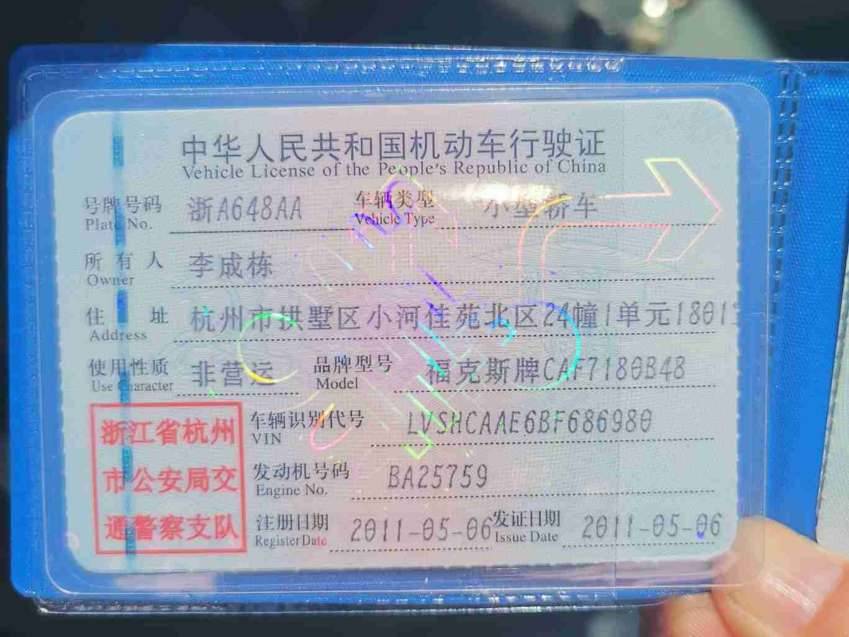 中华人民共和国机动车行驶证
Vehicle License of the People's Republic of China
号牌号码 浙A648AA 车辆类型 小型轿车
Plate No. Vehicle Type
所有人 李成栋
Owner
住址 杭州市拱墅区小河佳苑北区24幢1单元1801室
Address
使用性质 非营运 品牌型号 福克斯牌CAF7180B48
Use Character Model
浙江省杭州
市公安局交
通警察支队
车辆识别代号 LVSHCAAE6BF686980
VIN
发动机号码 BA25759
Engine No.
注册日期 2011-05-06 发证日期 2011-05-06
Register Date Issue Date